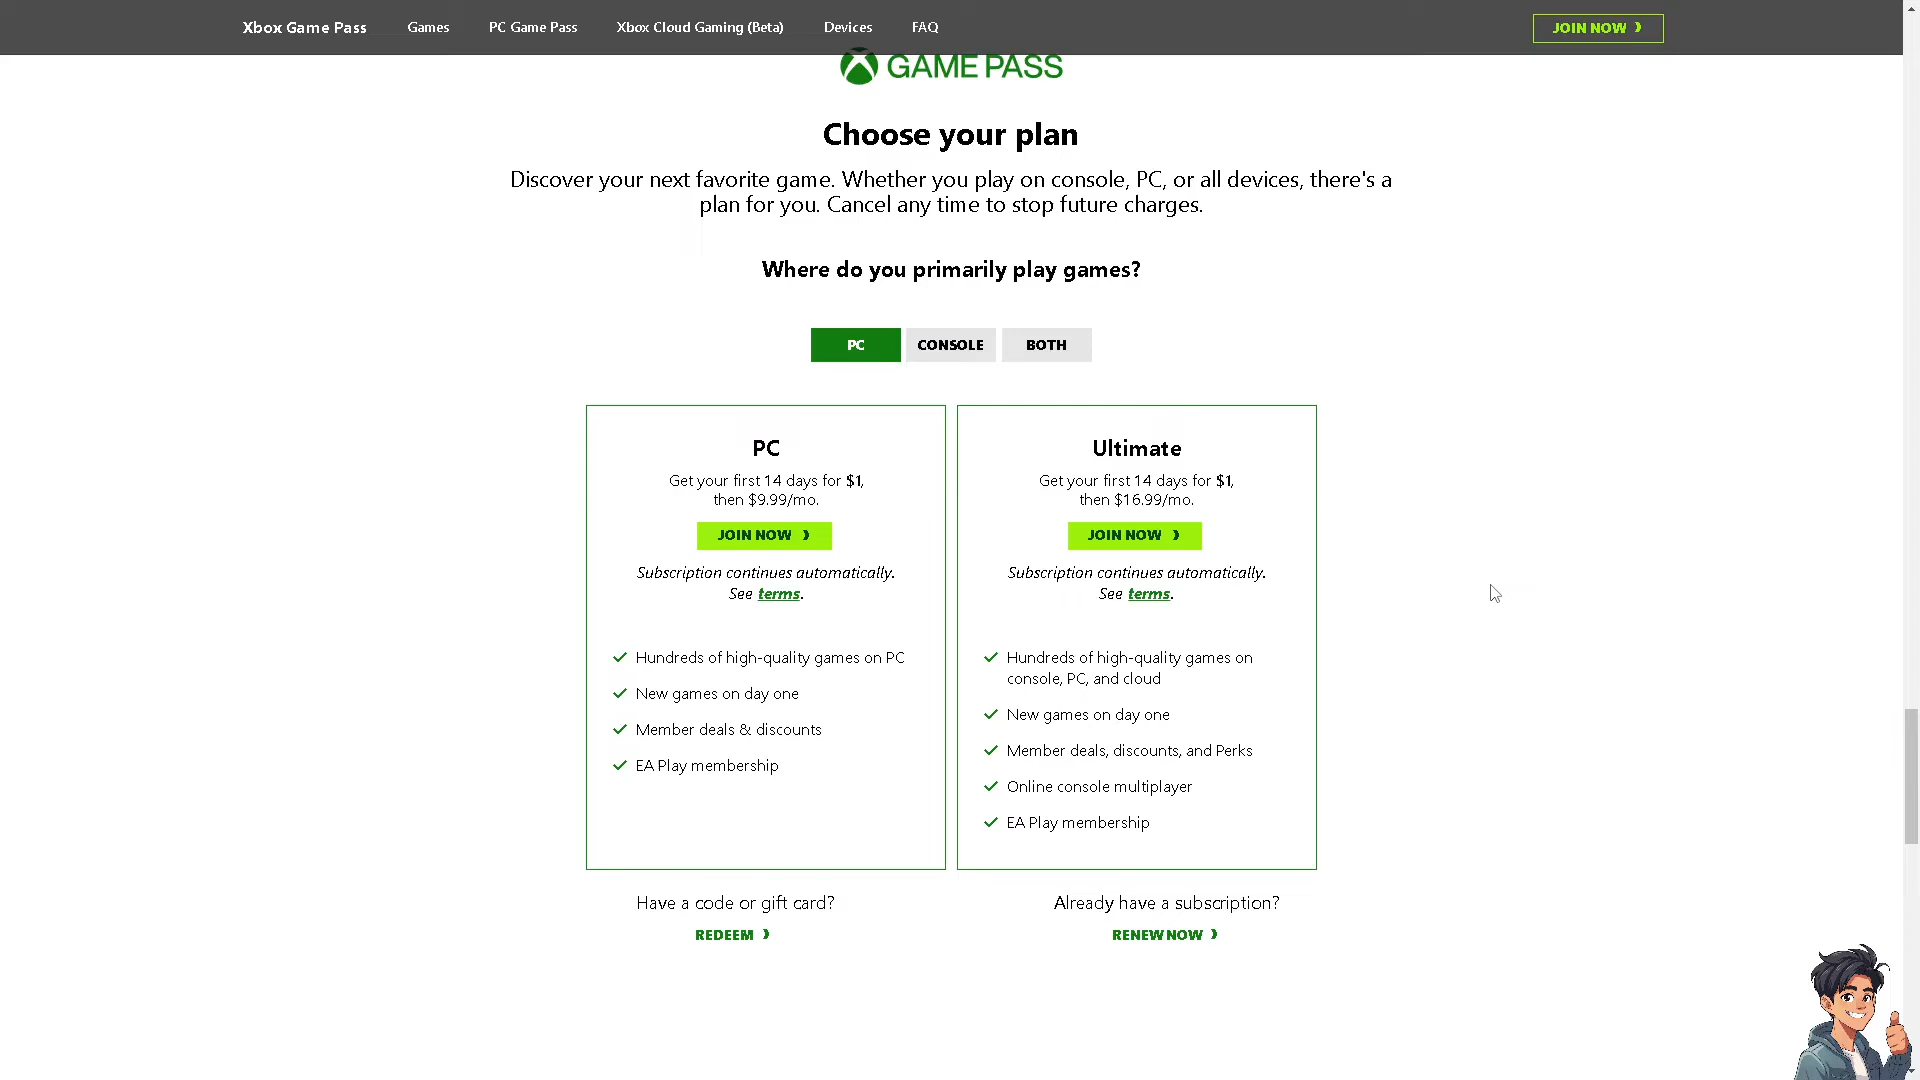 Xbox Game Pass Games PC Game Pass Xbox Cloud Gaming (Beta) Devices FAQ JOIN NOW
GAME PASS
Choose your plan
Discover your next favorite game. Whether you play on console, PC, or all devices, there's a
plan for you. Cancel any time to stop future charges.
Where do you primarily play games?
PC CONSOLE BOTH
PC
Get your first 14 days for $1,
then $9.99/mo.
JOIN NOW
Subscription continues automatically.
See terms.
Hundreds of high-quality games on PC
New games on day one
Member deals & discounts
EA Play membership
Ultimate
Get your first 14 days for $1,
then $16.99/mo.
JOIN NOW
Subscription continues automatically.
See terms.
Hundreds of high-quality games on
console, PC, and cloud
New games on day one
Member deals, discounts, and Perks
Online console multiplayer
EA Play membership
Have a code or gift card?
REDEEM
Already have a subscription?
RENEW NOW